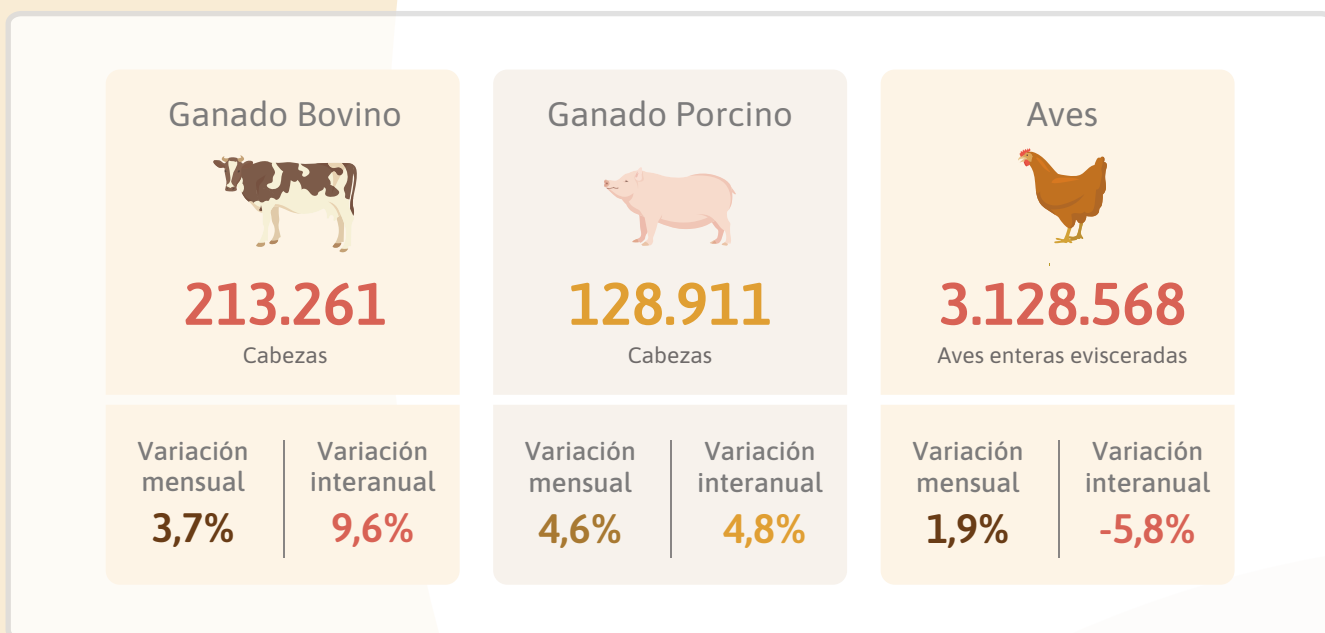 Ganado Bovino
213.261
Cabezas
Variación
mensual
3,7%
Variación
interanual
9,6%
Ganado Porcino
128.911
Cabezas
Variación
mensual
4,6%
Variación
interanual
4,8%
Aves
3.128.568
Aves enteras evisceradas
Variación
mensual
1,9%
Variación
interanual
-5,8%